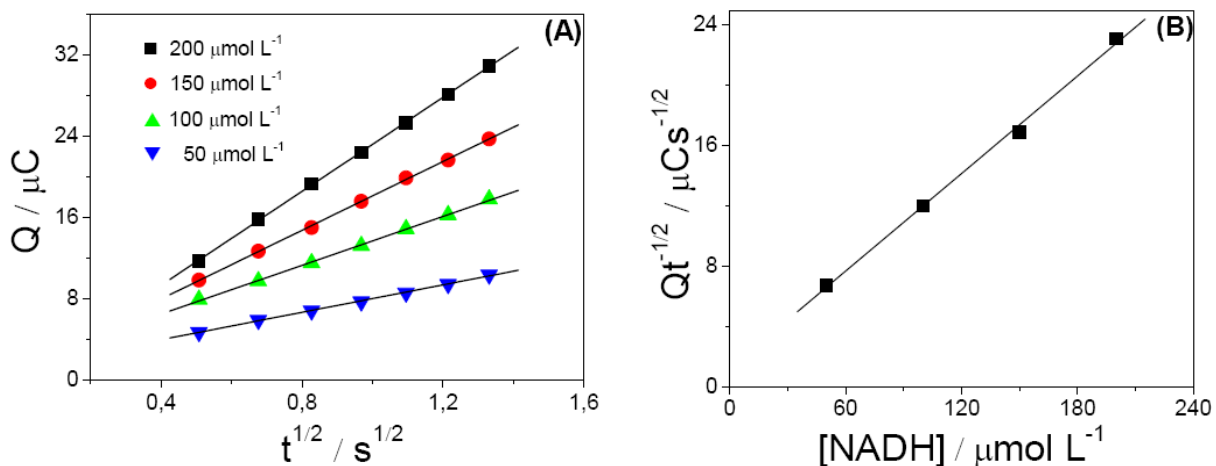 (A)
200 μmol L⁻¹
150 μmol L⁻¹
100 μmol L⁻¹
50 μmol L⁻¹
Q / μC
32
24
16
8
0
0,4 0,8 1,2 1,6
t^1/2 / s^1/2
(B)
Qt^-1/2 / μCs^-1/2
24
16
8
0
0 60 120 180 240
[NADH] / μmol L⁻¹